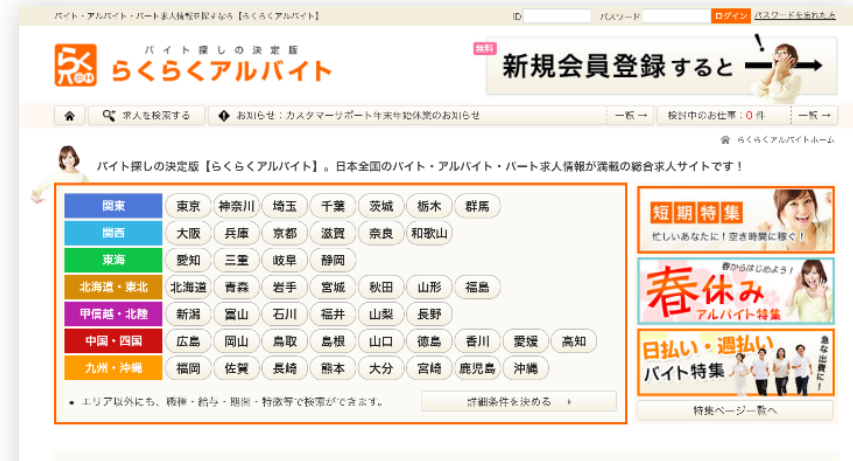 バイト・アルバイト・パート求人情報を探すなら【らくらくアルバイト】
ID
パスワード
ログイン
パスワードを忘れた方
バイト探しの決定版
らくらくアルバイト
無料
新規会員登録すると
求人を検索する
お知らせ：カスタマーサポート年末年始休業のお知らせ
一覧→
検討中のお仕事：0 件
一覧→
らくらくアルバイトホーム
バイト探しの決定版【らくらくアルバイト】。日本全国のバイト・アルバイト・パート求人情報が満載の総合求人サイトです！
関東 東京 神奈川 埼玉 千葉 茨城 栃木 群馬
関西 大阪 兵庫 京都 滋賀 奈良 和歌山
東海 愛知 三重 岐阜 静岡
北海道・東北 北海道 青森 岩手 宮城 秋田 山形 福島
甲信越・北陸 新潟 富山 石川 福井 山梨 長野
中国・四国 広島 岡山 鳥取 島根 山口 徳島 香川 愛媛 高知
九州・沖縄 福岡 佐賀 長崎 熊本 大分 宮崎 鹿児島 沖縄
エリア以外にも、職種・給与・期間・特徴等で検索ができます。
詳細条件を決める
短期特集
忙しいあなたに！空き時間に稼ぐ！
春からはじめよう！
春休み
アルバイト特集
日払い・週払い
バイト特集
急な出費に！
特集ページ一覧へ